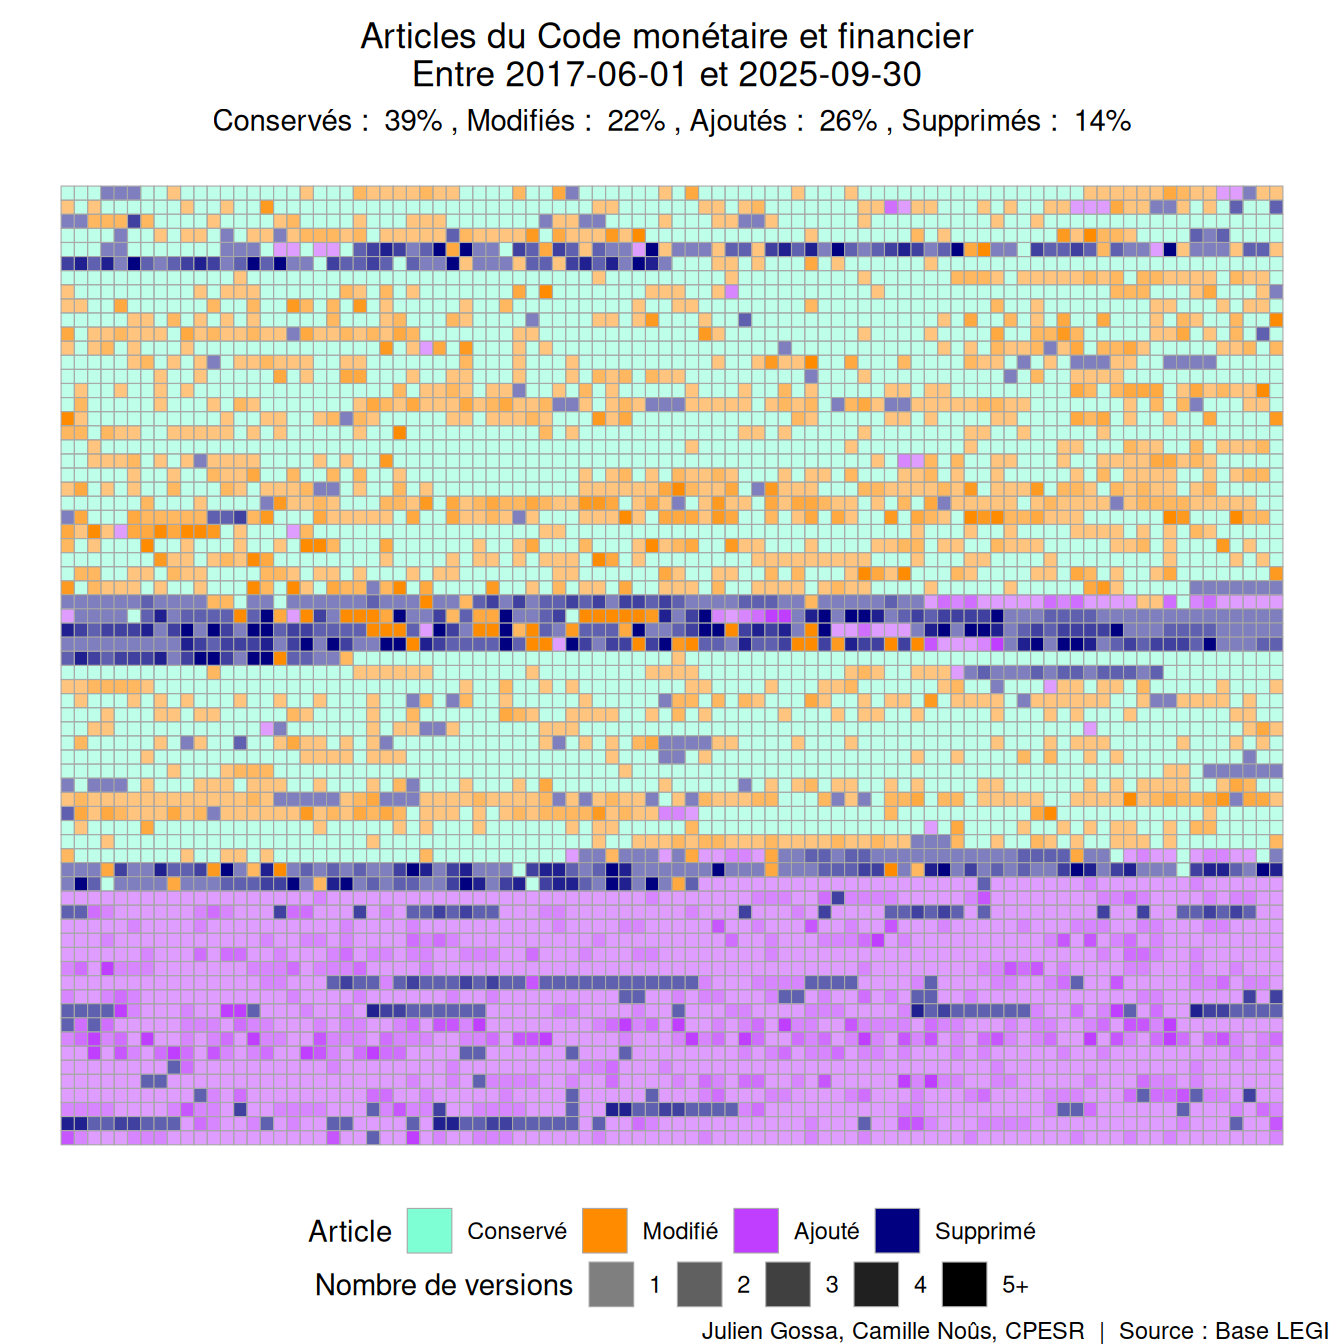 Articles du Code monétaire et financier
Entre 2017-06-01 et 2025-09-30
Conservés :  39% , Modifiés :  22% , Ajoutés :  26% , Supprimés :  14%
Article Conservé Modifié Ajouté Supprimé
Nombre de versions 1 2 3 4 5+
Julien Gossa, Camille Noûs, CPESR | Source : Base LEGI